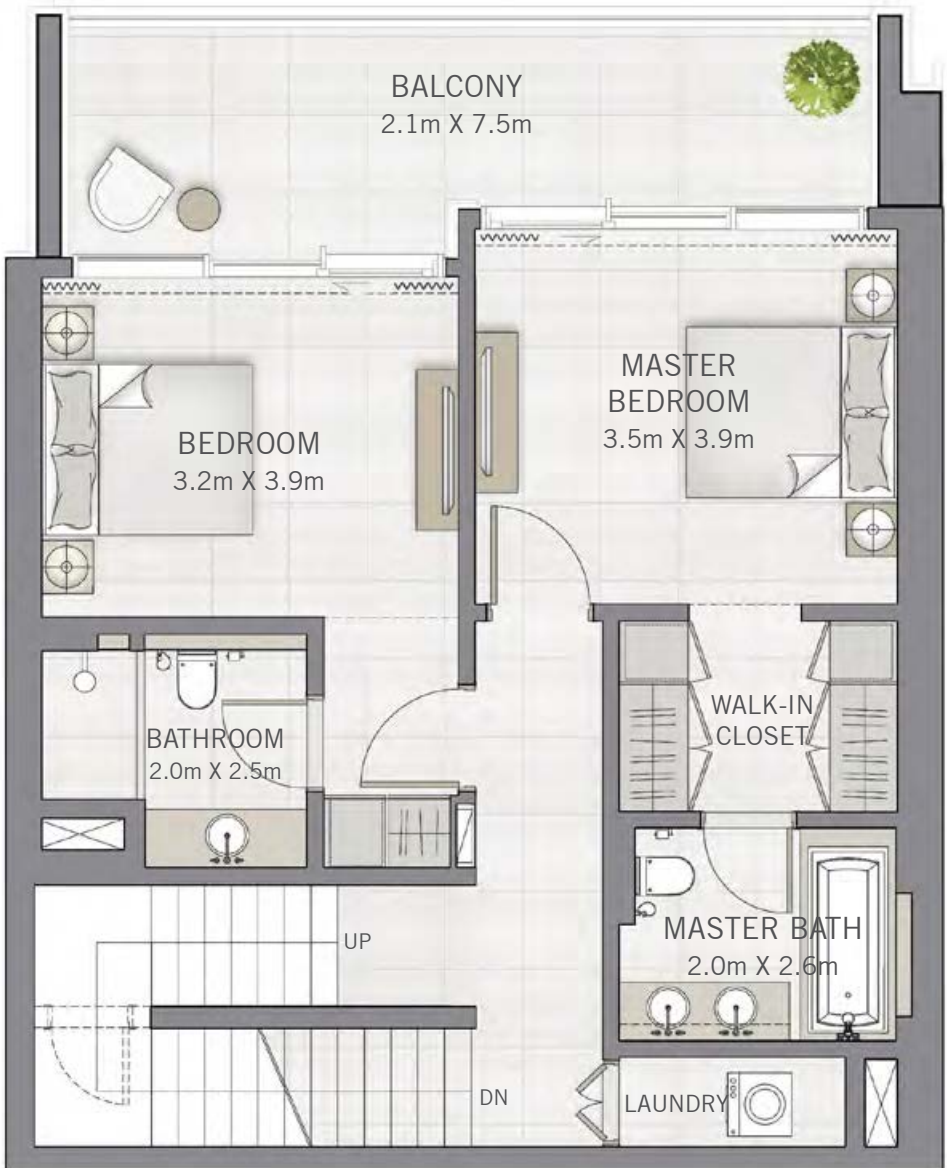 BALCONY
2.1m X 7.5m
MASTER
BEDROOM
3.5m X 3.9m
BEDROOM
3.2m X 3.9m
WALK-IN
CLOSET
BATHROOM
2.0m X 2.5m
MASTER BATH
2.0m X 2.6m
UP
DN
LAUNDRY